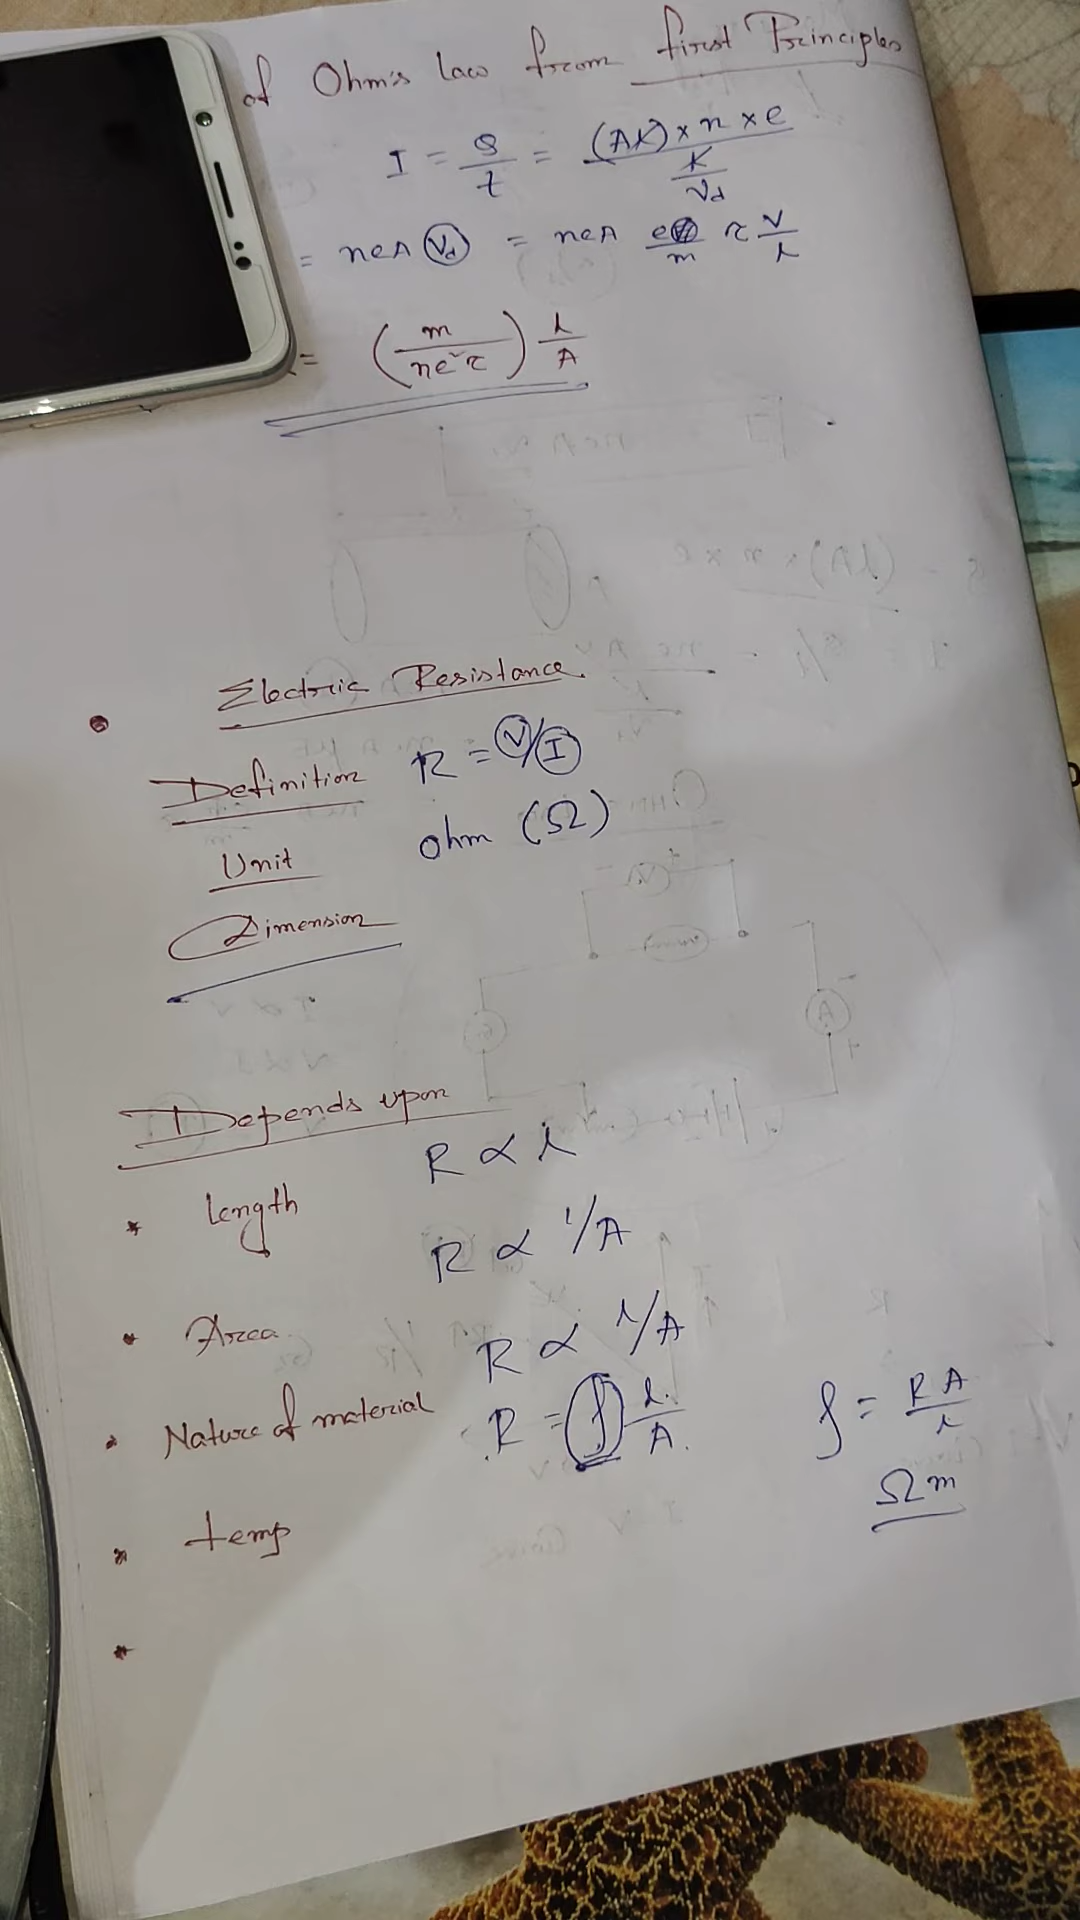 of Ohm's law from first Principles
I = Q/t = (Al) × n × e / (l/Vd)
= neA Vd = neA e/m τ V/l
= (m/ne²τ) l/A
Electric Resistance
Definition R = V/I
Unit ohm (Ω)
Dimension
Depends upon
* Length R ∝ l
R ∝ 1/A
• Area
R ∝ l/A
• Nature of material R = ρ l/A. ρ = RA/l
Ωm
* temp
*